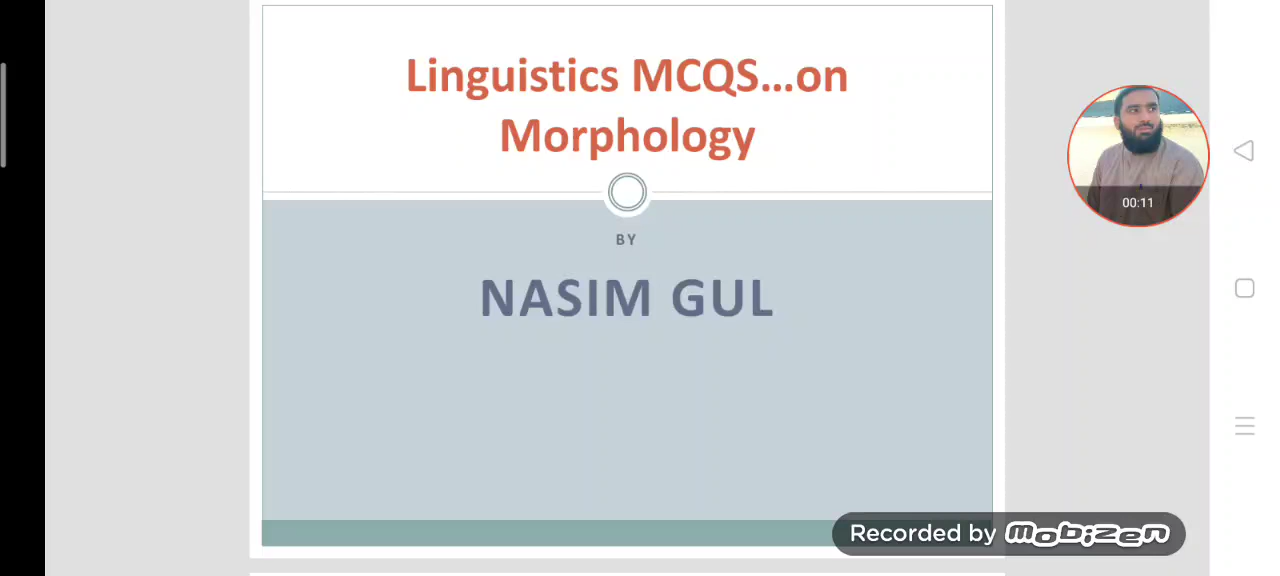 Linguistics MCQS...on
Morphology
BY
NASIM GUL
00:11
Recorded by mobizen